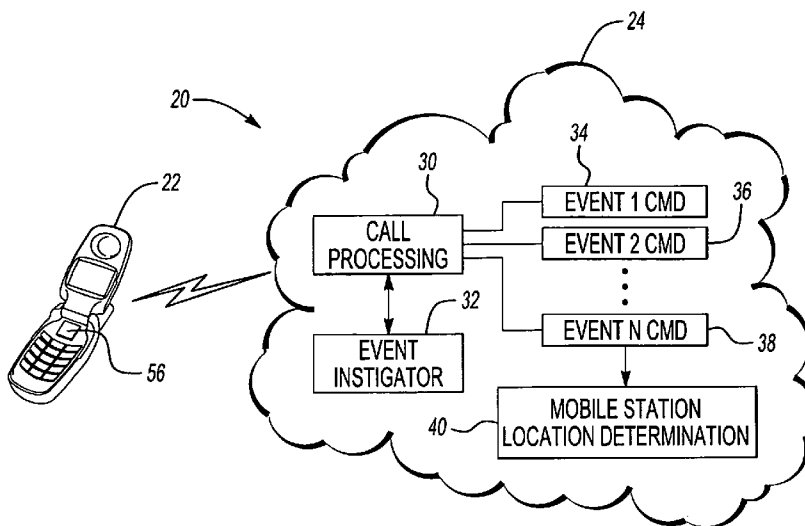 24
20
34
22
30
EVENT 1 CMD
36
CALL
PROCESSING
EVENT 2 CMD
32
EVENT N CMD
38
EVENT
INSTIGATOR
56
40
MOBILE STATION
LOCATION DETERMINATION